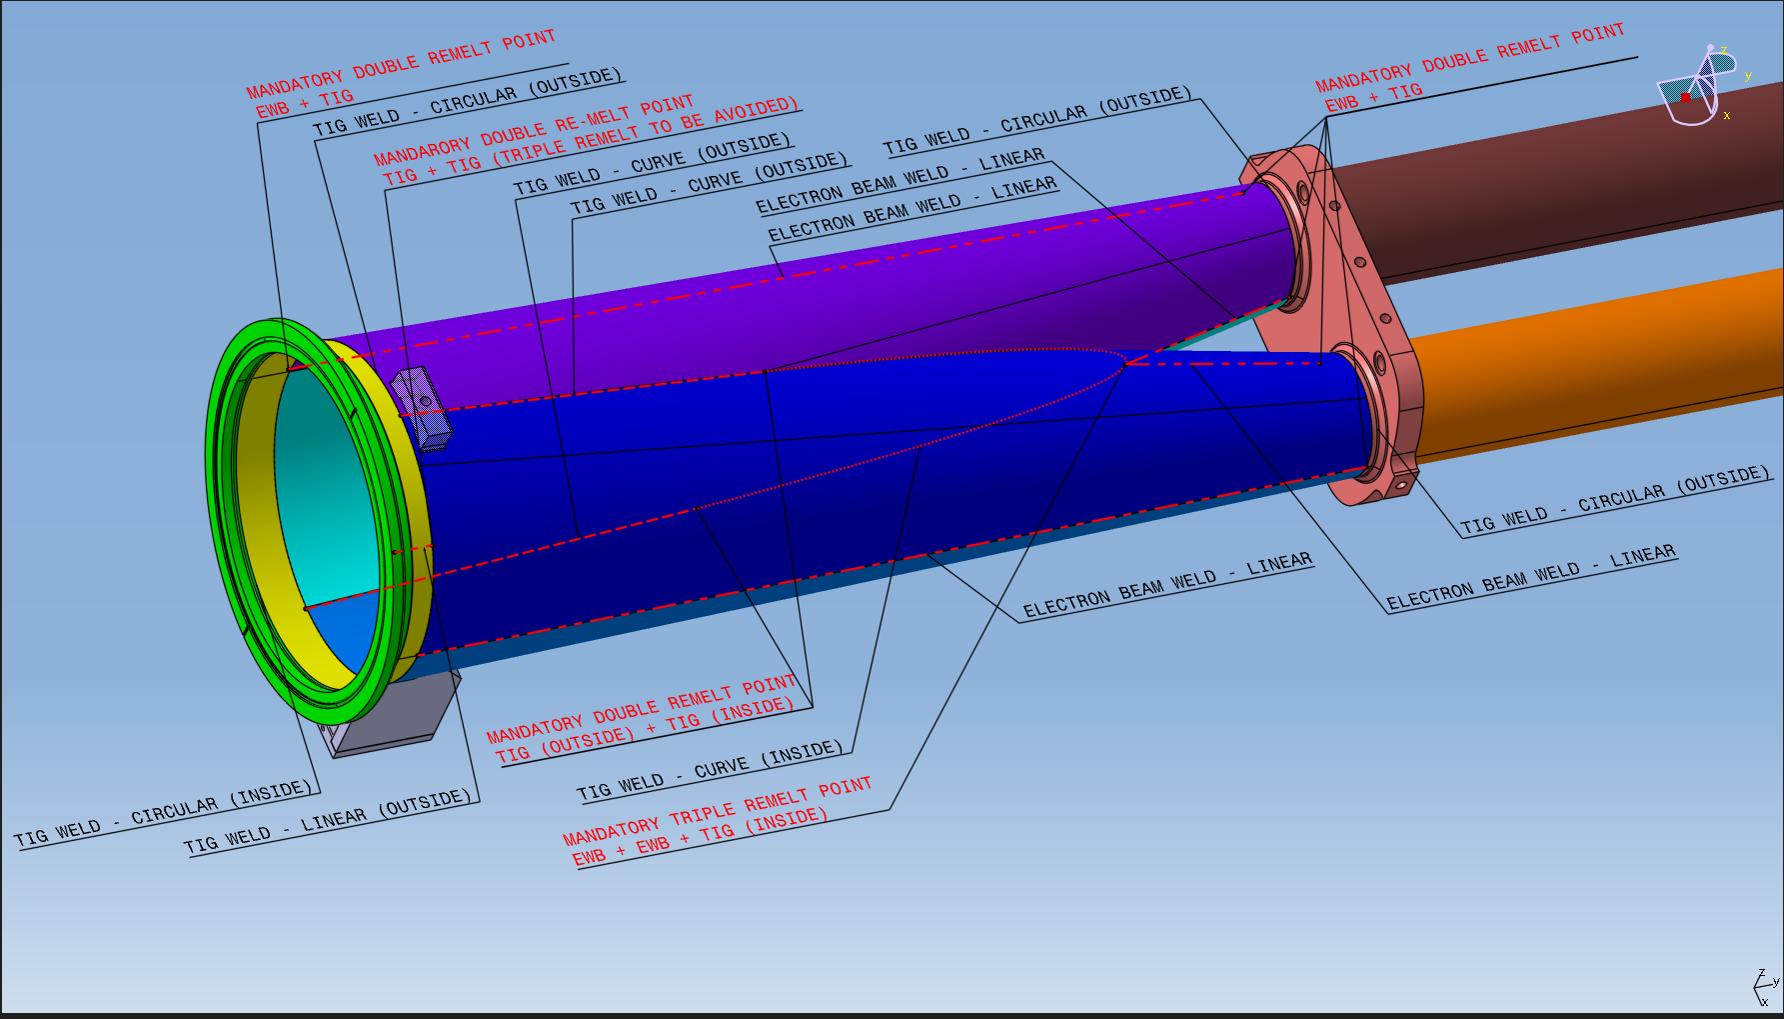 MANDATORY DOUBLE REMELT POINT
EWB + TIG
TIG WELD - CIRCULAR (OUTSIDE)
MANDARORY DOUBLE RE-MELT POINT
TIG + TIG (TRIPLE REMELT TO BE AVOIDED)
TIG WELD - CURVE (OUTSIDE)
TIG WELD - CURVE (OUTSIDE)
TIG WELD - CIRCULAR (OUTSIDE)
ELECTRON BEAM WELD - LINEAR
ELECTRON BEAM WELD - LINEAR
MANDATORY DOUBLE REMELT POINT
EWB + TIG
z
y
x
TIG WELD - CIRCULAR (OUTSIDE)
ELECTRON BEAM WELD - LINEAR
ELECTRON BEAM WELD - LINEAR
MANDATORY DOUBLE REMELT POINT
TIG (OUTSIDE) + TIG (INSIDE)
TIG WELD - CURVE (INSIDE)
MANDATORY TRIPLE REMELT POINT
EWB + EWB + TIG (INSIDE)
TIG WELD - CIRCULAR (INSIDE)
TIG WELD - LINEAR (OUTSIDE)
z
y
x